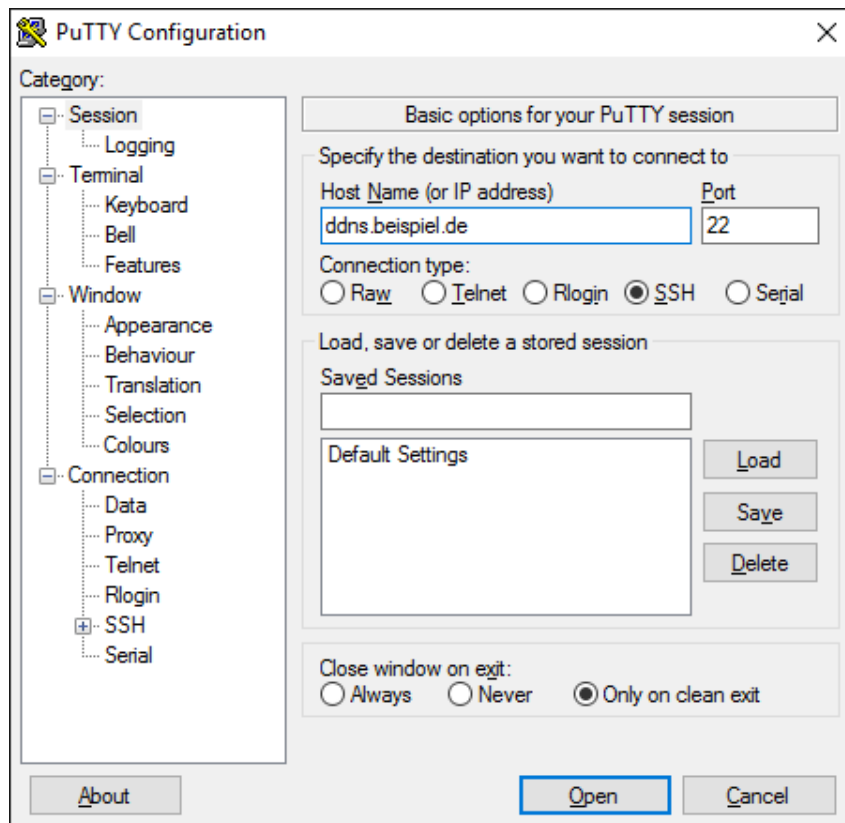 PuTTY Configuration
Category:
Session
Logging
Terminal
Keyboard
Bell
Features
Window
Appearance
Behaviour
Translation
Selection
Colours
Connection
Data
Proxy
Telnet
Rlogin
SSH
Serial
Basic options for your PuTTY session
Specify the destination you want to connect to
Host Name (or IP address) Port
ddns.beispiel.de 22
Connection type:
Raw Telnet Rlogin SSH Serial
Load, save or delete a stored session
Saved Sessions
Default Settings
Load
Save
Delete
Close window on exit:
Always Never Only on clean exit
About Open Cancel